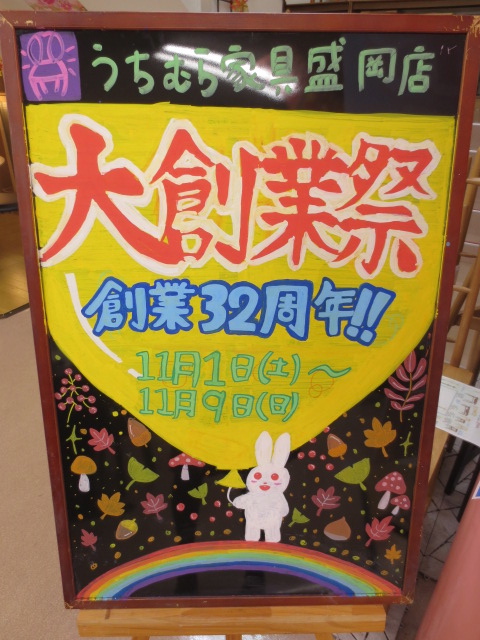 うちむら家具盛岡店
大創業祭
創業32周年!!
11月1日(土)～
11月9日(日)